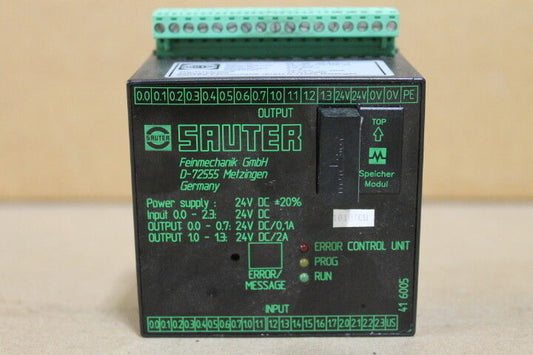 0.0 0.1 0.2 0.3 0.4 0.5 0.6 0.7 1.0 1.1 1.2 1.3 24V 24V 0V 0V PE
OUTPUT
TOP
SAUTER
SAUTER
Feinmechanik GmbH
D-72555 Metzingen
Germany
Speicher
Modul
Power supply : 24V DC ±20%
Input 0.0 - 2.3: 24V DC
OUTPUT 0.0 - 0.7: 24V DC/0,1A
OUTPUT 1.0 - 1.3: 24V DC/2A
ERROR CONTROL UNIT
PROG
RUN
ERROR/
MESSAGE
41 6005
INPUT
0.0 0.1 0.2 0.3 0.4 0.5 0.6 0.7 1.0 1.1 1.2 1.3 1.4 1.5 1.6 1.7 2.0 2.1 2.2 2.3 US